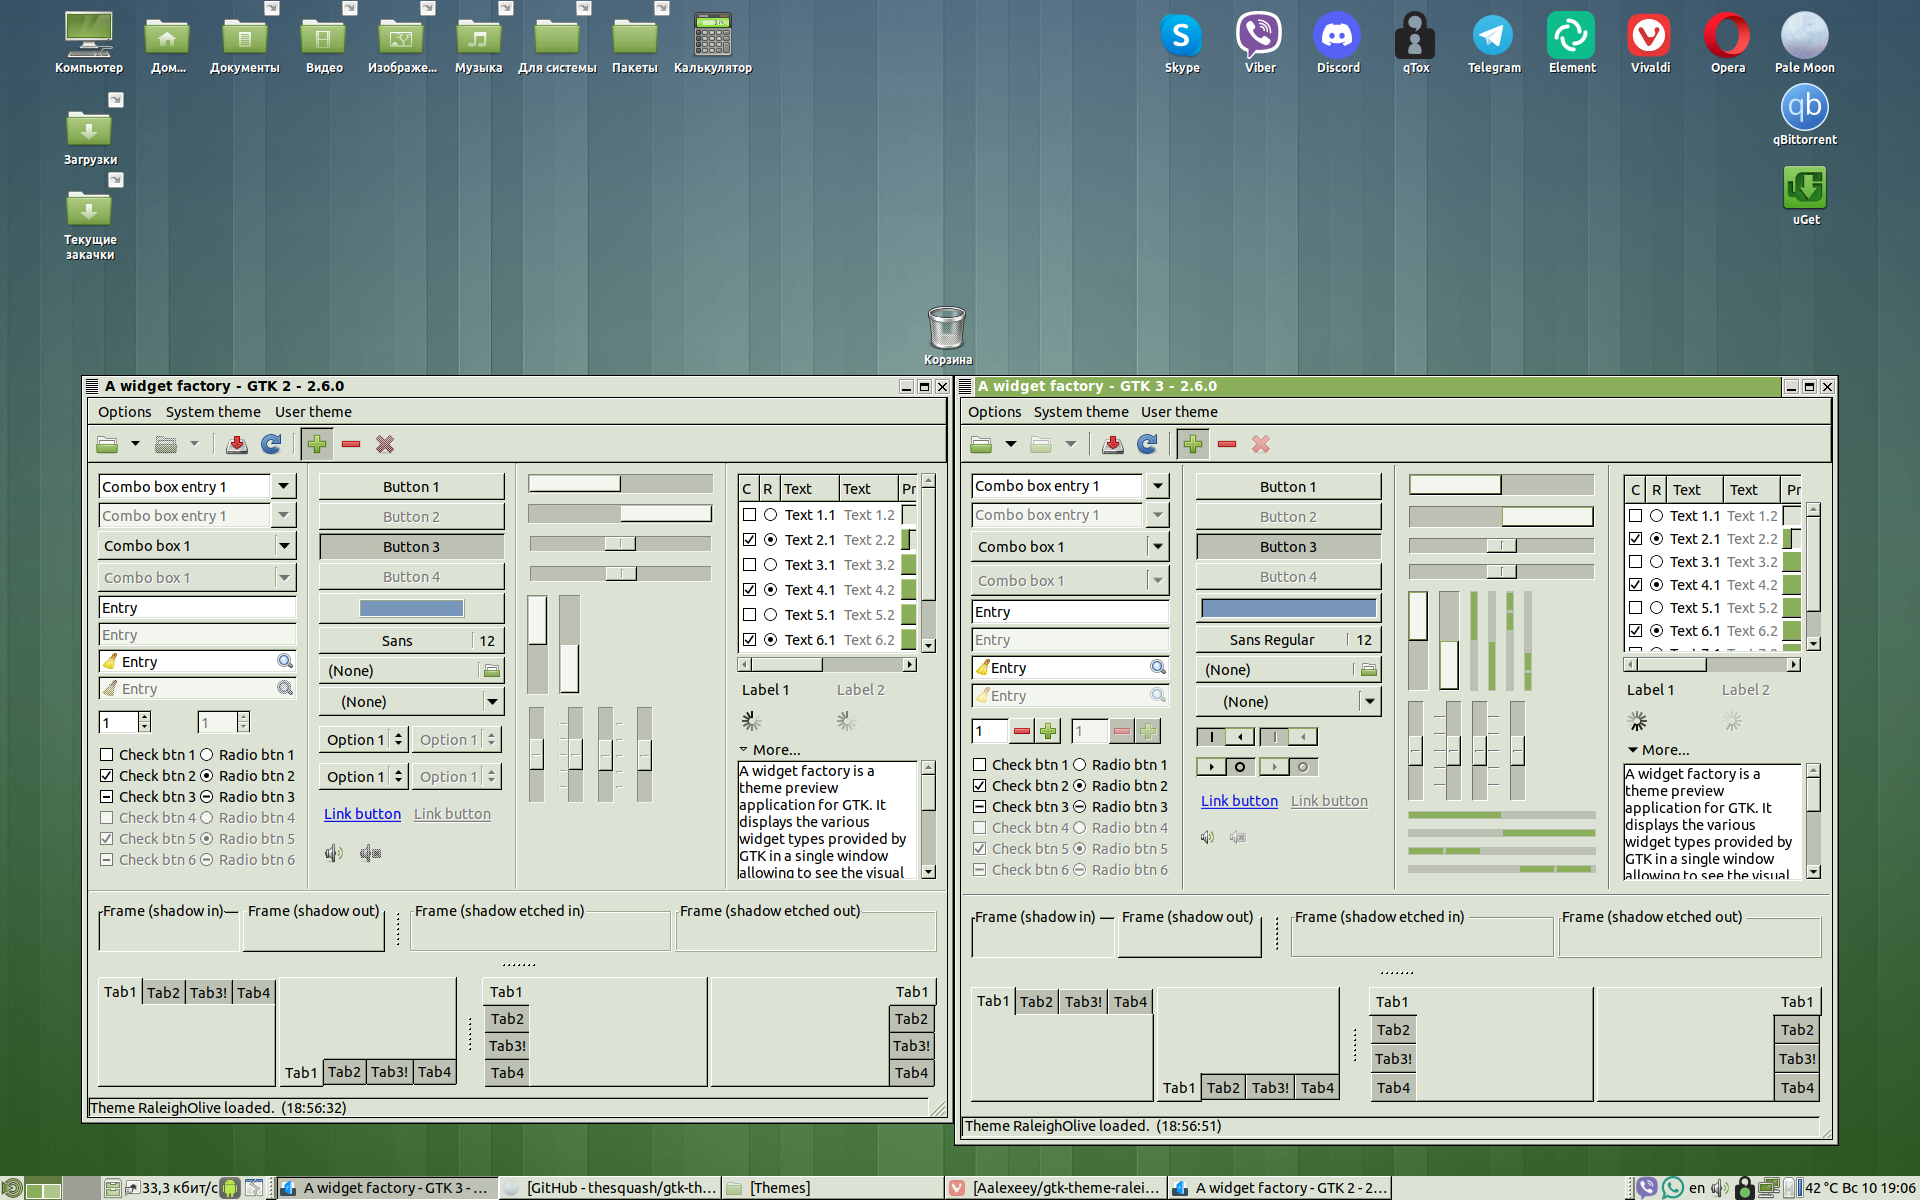 Компьютер
Дом...
Документы
Видео
Изображе...
Музыка
Для системы
Пакеты
Калькулятор
Skype
Viber
Discord
qTox
Telegram
Element
Vivaldi
Opera
Pale Moon
Загрузки
qb
qBittorrent
Текущие
закачки
uGet
Корзина
A widget factory - GTK 2 - 2.6.0
Options System theme User theme
Combo box entry 1
Combo box entry 1
Combo box 1
Combo box 1
Entry
Entry
Entry
Entry
1 1
Check btn 1 Radio btn 1
Check btn 2 Radio btn 2
Check btn 3 Radio btn 3
Check btn 4 Radio btn 4
Check btn 5 Radio btn 5
Check btn 6 Radio btn 6
Button 1
Button 2
Button 3
Button 4
Sans 12
(None)
(None)
Option 1 Option 1
Option 1 Option 1
Link button Link button
C R Text Text Pr
Text 1.1 Text 1.2
Text 2.1 Text 2.2
Text 3.1 Text 3.2
Text 4.1 Text 4.2
Text 5.1 Text 5.2
Text 6.1 Text 6.2
Label 1 Label 2
More...
A widget factory is a
theme preview
application for GTK. It
displays the various
widget types provided by
GTK in a single window
allowing to see the visual
Frame (shadow in) Frame (shadow out) Frame (shadow etched in) Frame (shadow etched out)
Tab1 Tab2 Tab3! Tab4
Tab1 Tab2 Tab3! Tab4
Tab1
Tab2
Tab3!
Tab4
Tab1
Tab2
Tab3!
Tab4
Theme RaleighOlive loaded. (18:56:32)
A widget factory - GTK 3 - 2.6.0
Options System theme User theme
Combo box entry 1
Combo box entry 1
Combo box 1
Combo box 1
Entry
Entry
Entry
Entry
1 1
Check btn 1 Radio btn 1
Check btn 2 Radio btn 2
Check btn 3 Radio btn 3
Check btn 4 Radio btn 4
Check btn 5 Radio btn 5
Check btn 6 Radio btn 6
Button 1
Button 2
Button 3
Button 4
Sans Regular 12
(None)
(None)
Link button Link button
C R Text Text Pr
Text 1.1 Text 1.2
Text 2.1 Text 2.2
Text 3.1 Text 3.2
Text 4.1 Text 4.2
Text 5.1 Text 5.2
Text 6.1 Text 6.2
Label 1 Label 2
More...
A widget factory is a
theme preview
application for GTK. It
displays the various
widget types provided by
GTK in a single window
allowing to see the visual
Frame (shadow in) Frame (shadow out) Frame (shadow etched in) Frame (shadow etched out)
Tab1 Tab2 Tab3! Tab4
Tab1 Tab2 Tab3! Tab4
Tab1
Tab2
Tab3!
Tab4
Tab1
Tab2
Tab3!
Tab4
Theme RaleighOlive loaded. (18:56:51)
33,3 кбит/с A widget factory - GTK 3 - ... [GitHub - thesquash/gtk-th... [Themes] [Aalexeey/gtk-theme-ralei... A widget factory - GTK 2 - 2... en 42 °C Вс 10 19:06